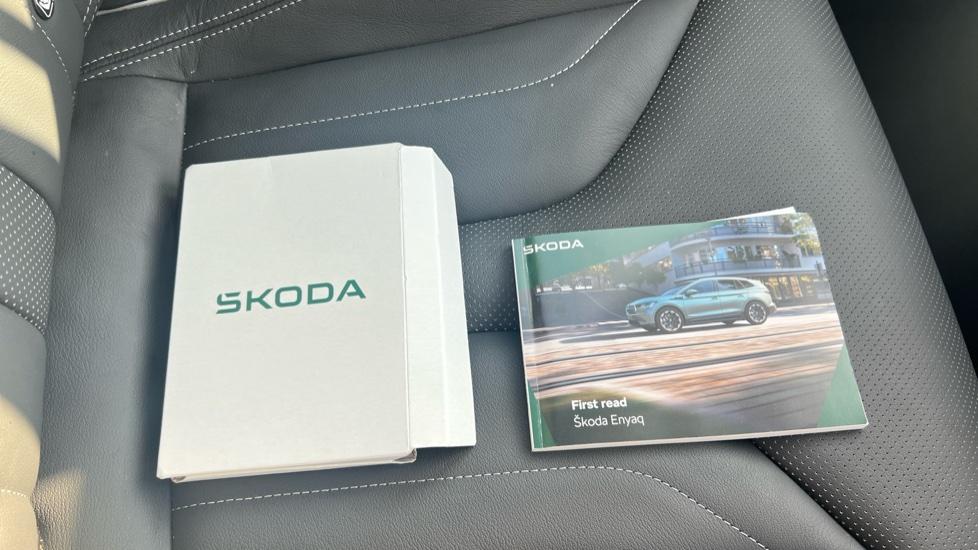 ŠKODA
ŠKODA
First read
Škoda Enyaq